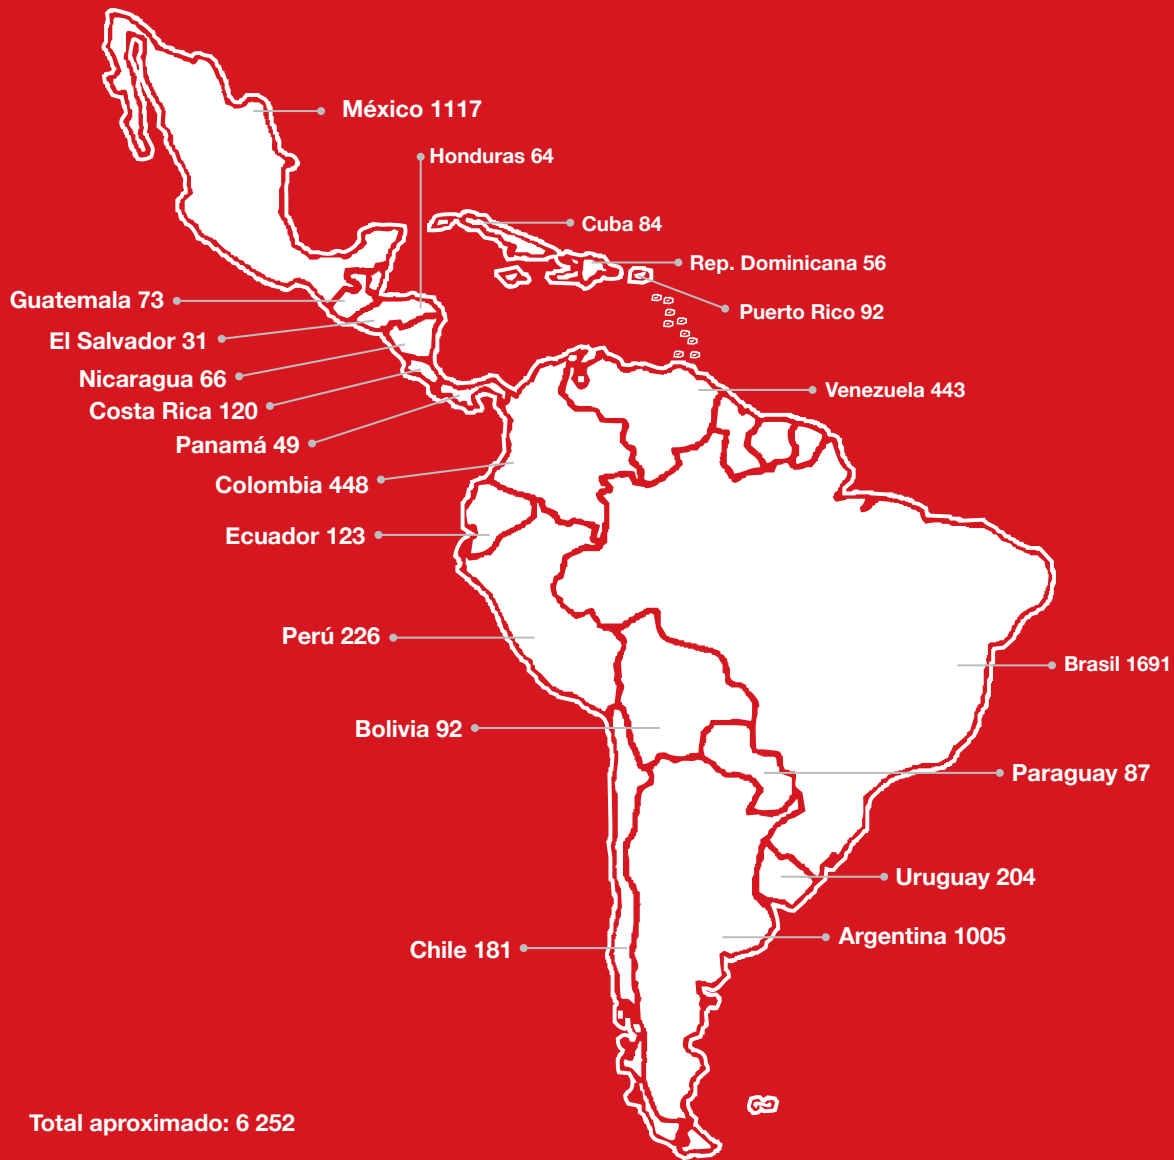 México 1117
Honduras 64
Cuba 84
Rep. Dominicana 56
Guatemala 73
Puerto Rico 92
El Salvador 31
Nicaragua 66
Venezuela 443
Costa Rica 120
Panamá 49
Colombia 448
Ecuador 123
Perú 226
Brasil 1691
Bolivia 92
Paraguay 87
Uruguay 204
Argentina 1005
Chile 181
Total aproximado: 6 252